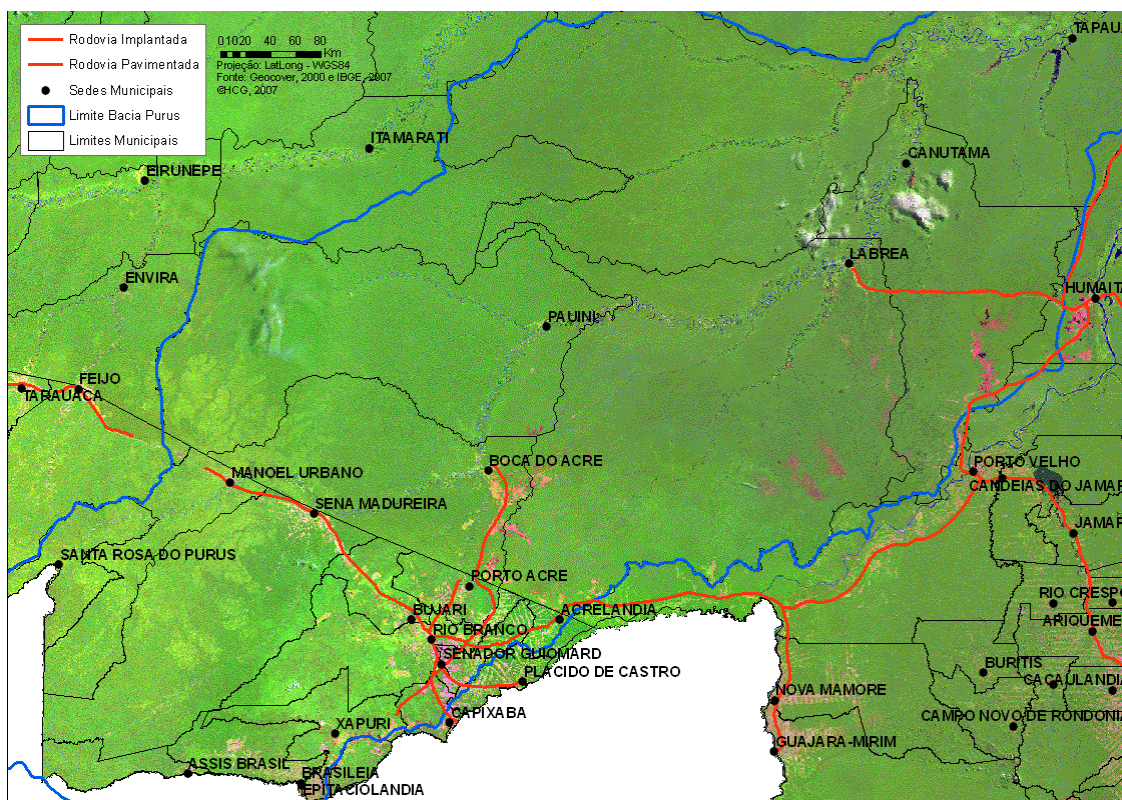 Rodovia Implantada
Rodovia Pavimentada
Sedes Municipais
Limite Bacia Purus
Limites Municipais
01020 40 60 80
Km
Projeção: LatLong - WGS84
Fonte: Geocover, 2000 e IBGE, 2007
©HCG, 2007
TAPAUA
ITAMARATI
CANUTAMA
EIRUNEPE
LABREA
ENVIRA
HUMAITA
PAUINI
FEIJO
TARAUACA
BOCA DO ACRE
PORTO VELHO
MANOEL URBANO
CANDEIAS DO JAMAR
SENA MADUREIRA
JAMAR
SANTA ROSA DO PURUS
PORTO ACRE
RIO CRESPO
BUJARI
ACRELANDIA
ARIQUEME
RIO BRANCO
SENADOR GUIOMARD
BURITIS
PLACIDO DE CASTRO
CACAULANDIA
NOVA MAMORE
CAPIXABA
CAMPO NOVO DE RONDONIA
XAPURI
GUAJARA-MIRIM
ASSIS BRASIL
BRASILEIA
EPITACIOLANDIA